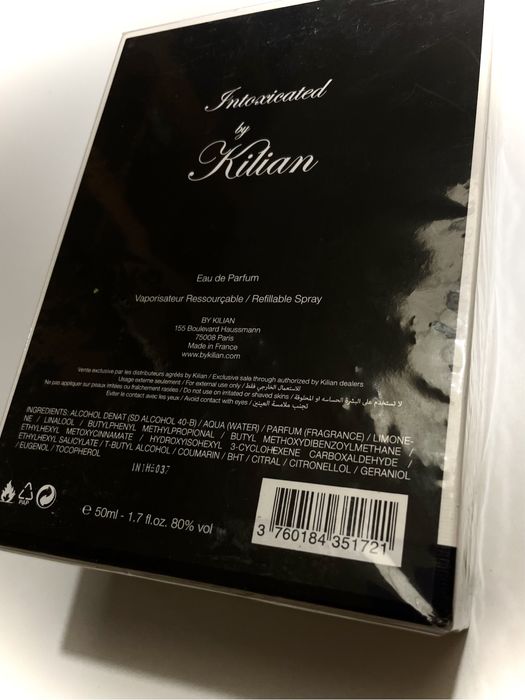 Intoxicated
by
Kilian
Eau de Parfum
Vaporisateur Ressourçable / Refillable Spray
BY KILIAN
155 Boulevard Haussmann
75008 Paris
Made in France
www.bykilian.com
Vente exclusive par les distributeurs agréés by Kilian / Exclusive sale through authorized by Kilian dealers
Usage externe seulement / For external use only / للاستعمال الخارجي فقط
Ne pas appliquer sur peaux irritées ou fraîchement rasées / Do not use on irritated or shaved skins / لا تستخدم على البشرة الحساسه او المحلوقة
Eviter le contact avec les yeux / Avoid contact with eyes / تجنب ملامسة العينين
INGREDIENTS: ALCOHOL DENAT (SD ALCOHOL 40-B) / AQUA (WATER) / PARFUM (FRAGRANCE) / LIMONE-
NE / LINALOOL / BUTYLPHENYL METHYLPROPIONAL / BUTYL METHOXYDIBENZOYLMETHANE /
ETHYLHEXYL METOXYCINNAMATE / HYDROXYISOHEXYL 3-CYCLOHEXENE CARBOXALDEHYDE /
ETHYLHEXYL SALICYLATE / T-BUTYL ALCOHOL / COUMARIN / BHT / CITRAL / CITRONELLOL / GERANIOL
/ EUGENOL / TOCOPHEROL
PAP
e 50ml - 1.7 fl.oz. 80% vol
3 760184 351721